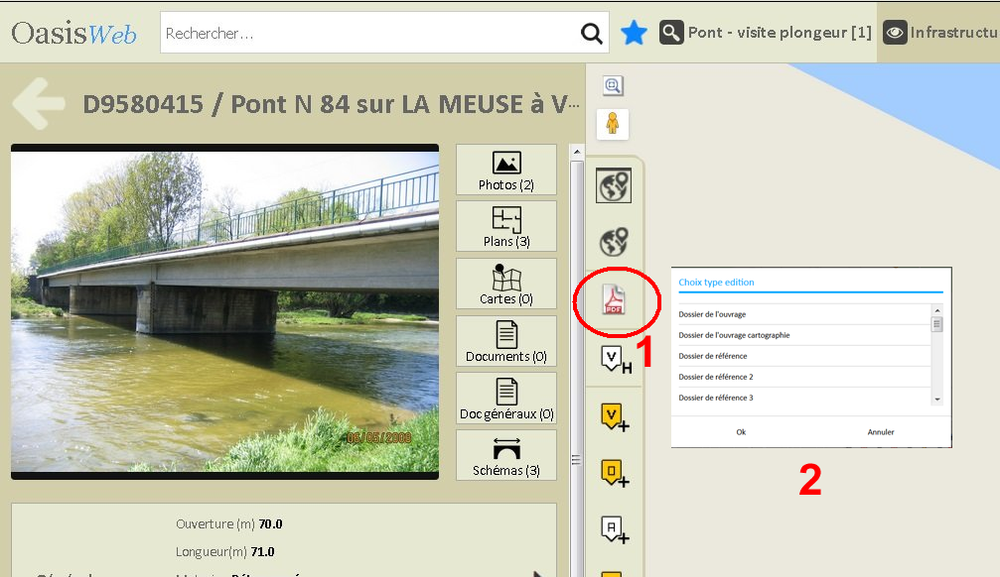 OasisWeb
Rechercher...
Pont - visite plongeur [1]
Infrastructu
D9580415 / Pont N 84 sur LA MEUSE à V...
Photos (2)
Plans (3)
Cartes (0)
Documents (0)
Doc généraux (0)
Schémas (3)
06/05/2008
Ouverture (m) 70.0
Longueur(m) 71.0
PDF
1
V H
V +
O +
A +
Choix type edition
Dossier de l'ouvrage
Dossier de l'ouvrage cartographie
Dossier de référence
Dossier de référence 2
Dossier de référence 3
Ok
Annuler
2